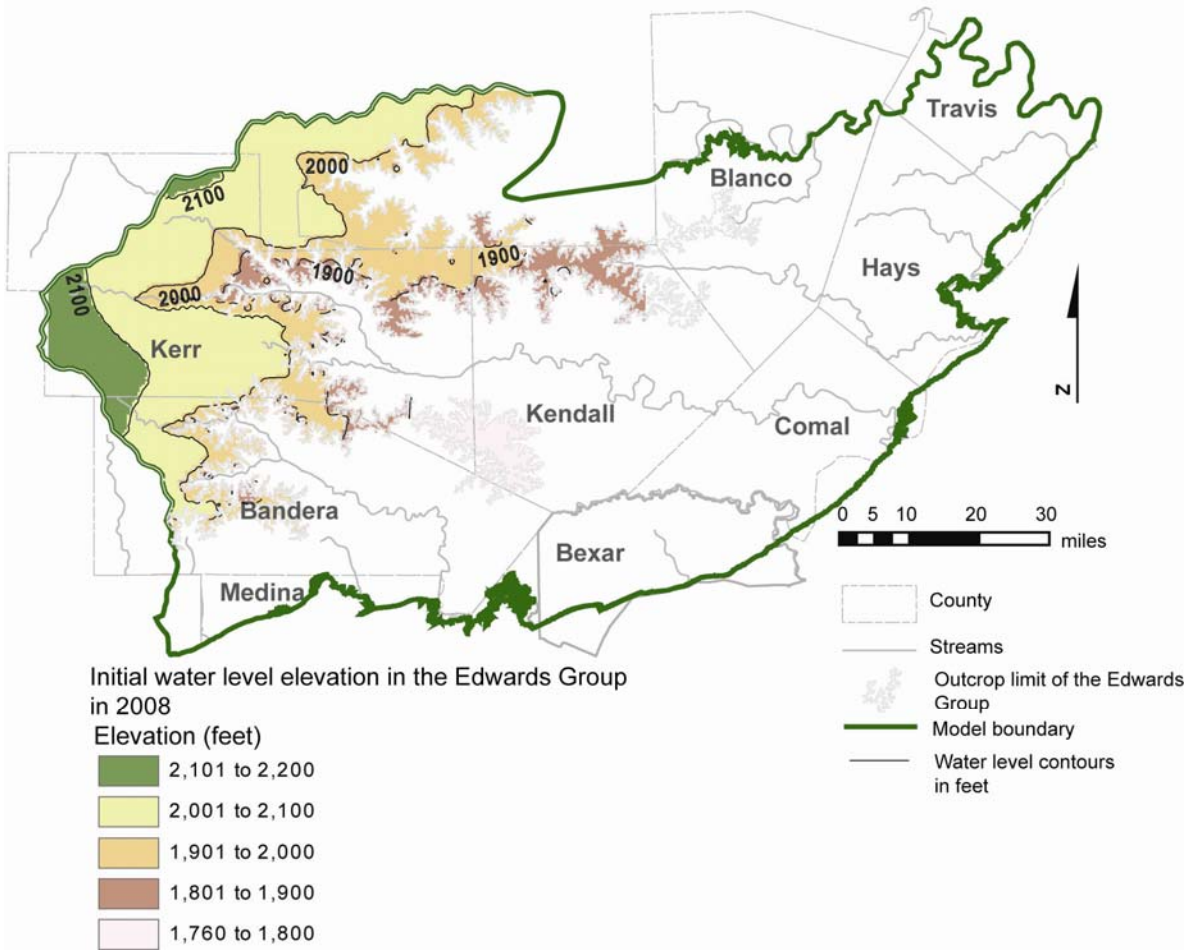 Travis
Blanco
2000
2100
Hays
1900
1900
2100
2000
Kerr
Kendall
Comal
Bandera
Bexar
Medina
N
0 5 10 20 30
miles
County
Streams
Outcrop limit of the Edwards
Group
Model boundary
Water level contours
in feet
Initial water level elevation in the Edwards Group
in 2008
Elevation (feet)
2,101 to 2,200
2,001 to 2,100
1,901 to 2,000
1,801 to 1,900
1,760 to 1,800